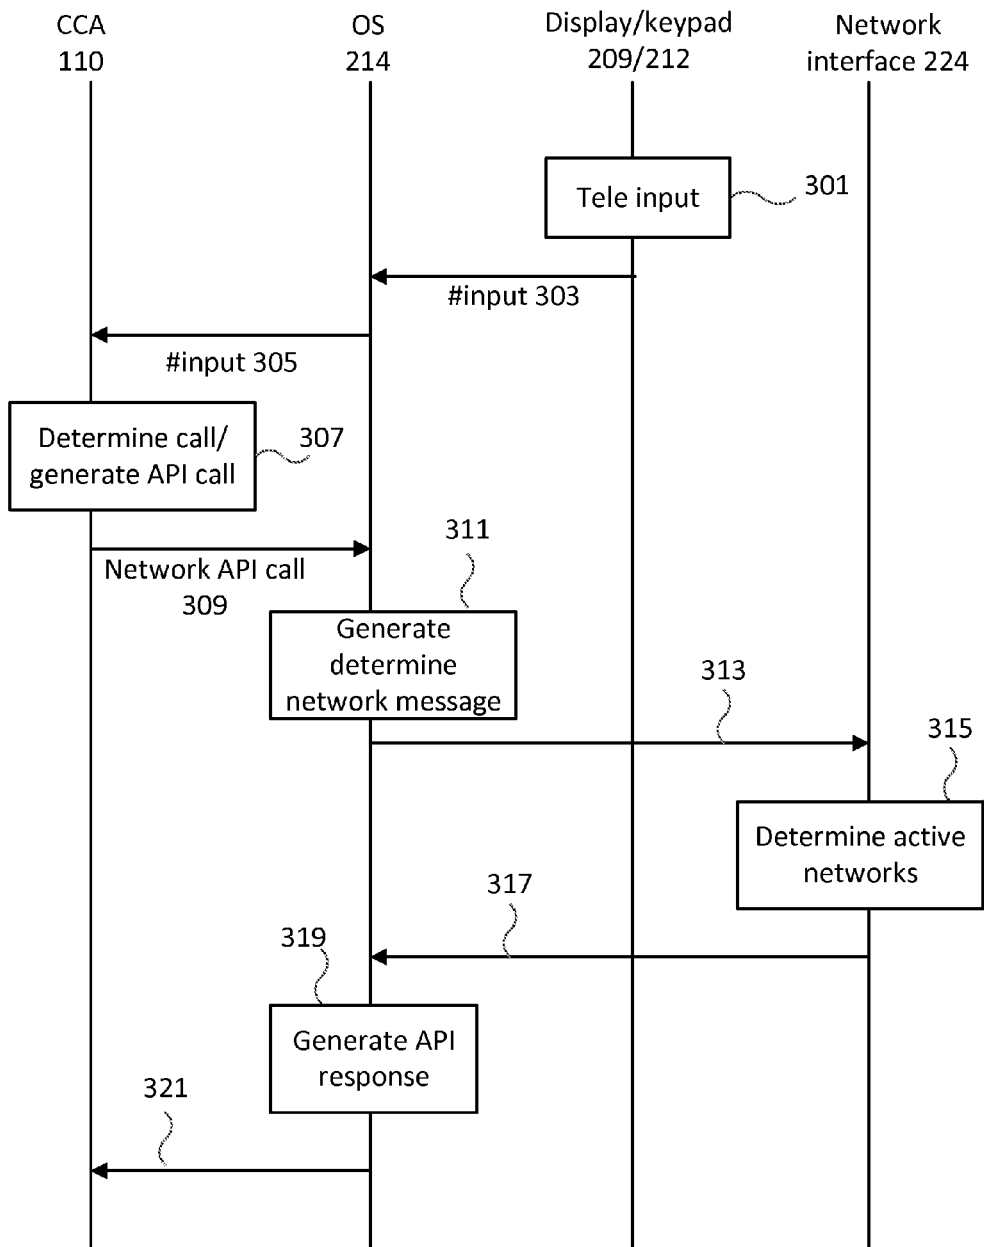 CCA
110
OS
214
Display/keypad
209/212
Network
interface 224
Tele input
301
#input 303
#input 305
Determine call/
generate API call
307
Network API call
309
311
Generate
determine
network message
313
315
Determine active
networks
317
319
Generate API
response
321